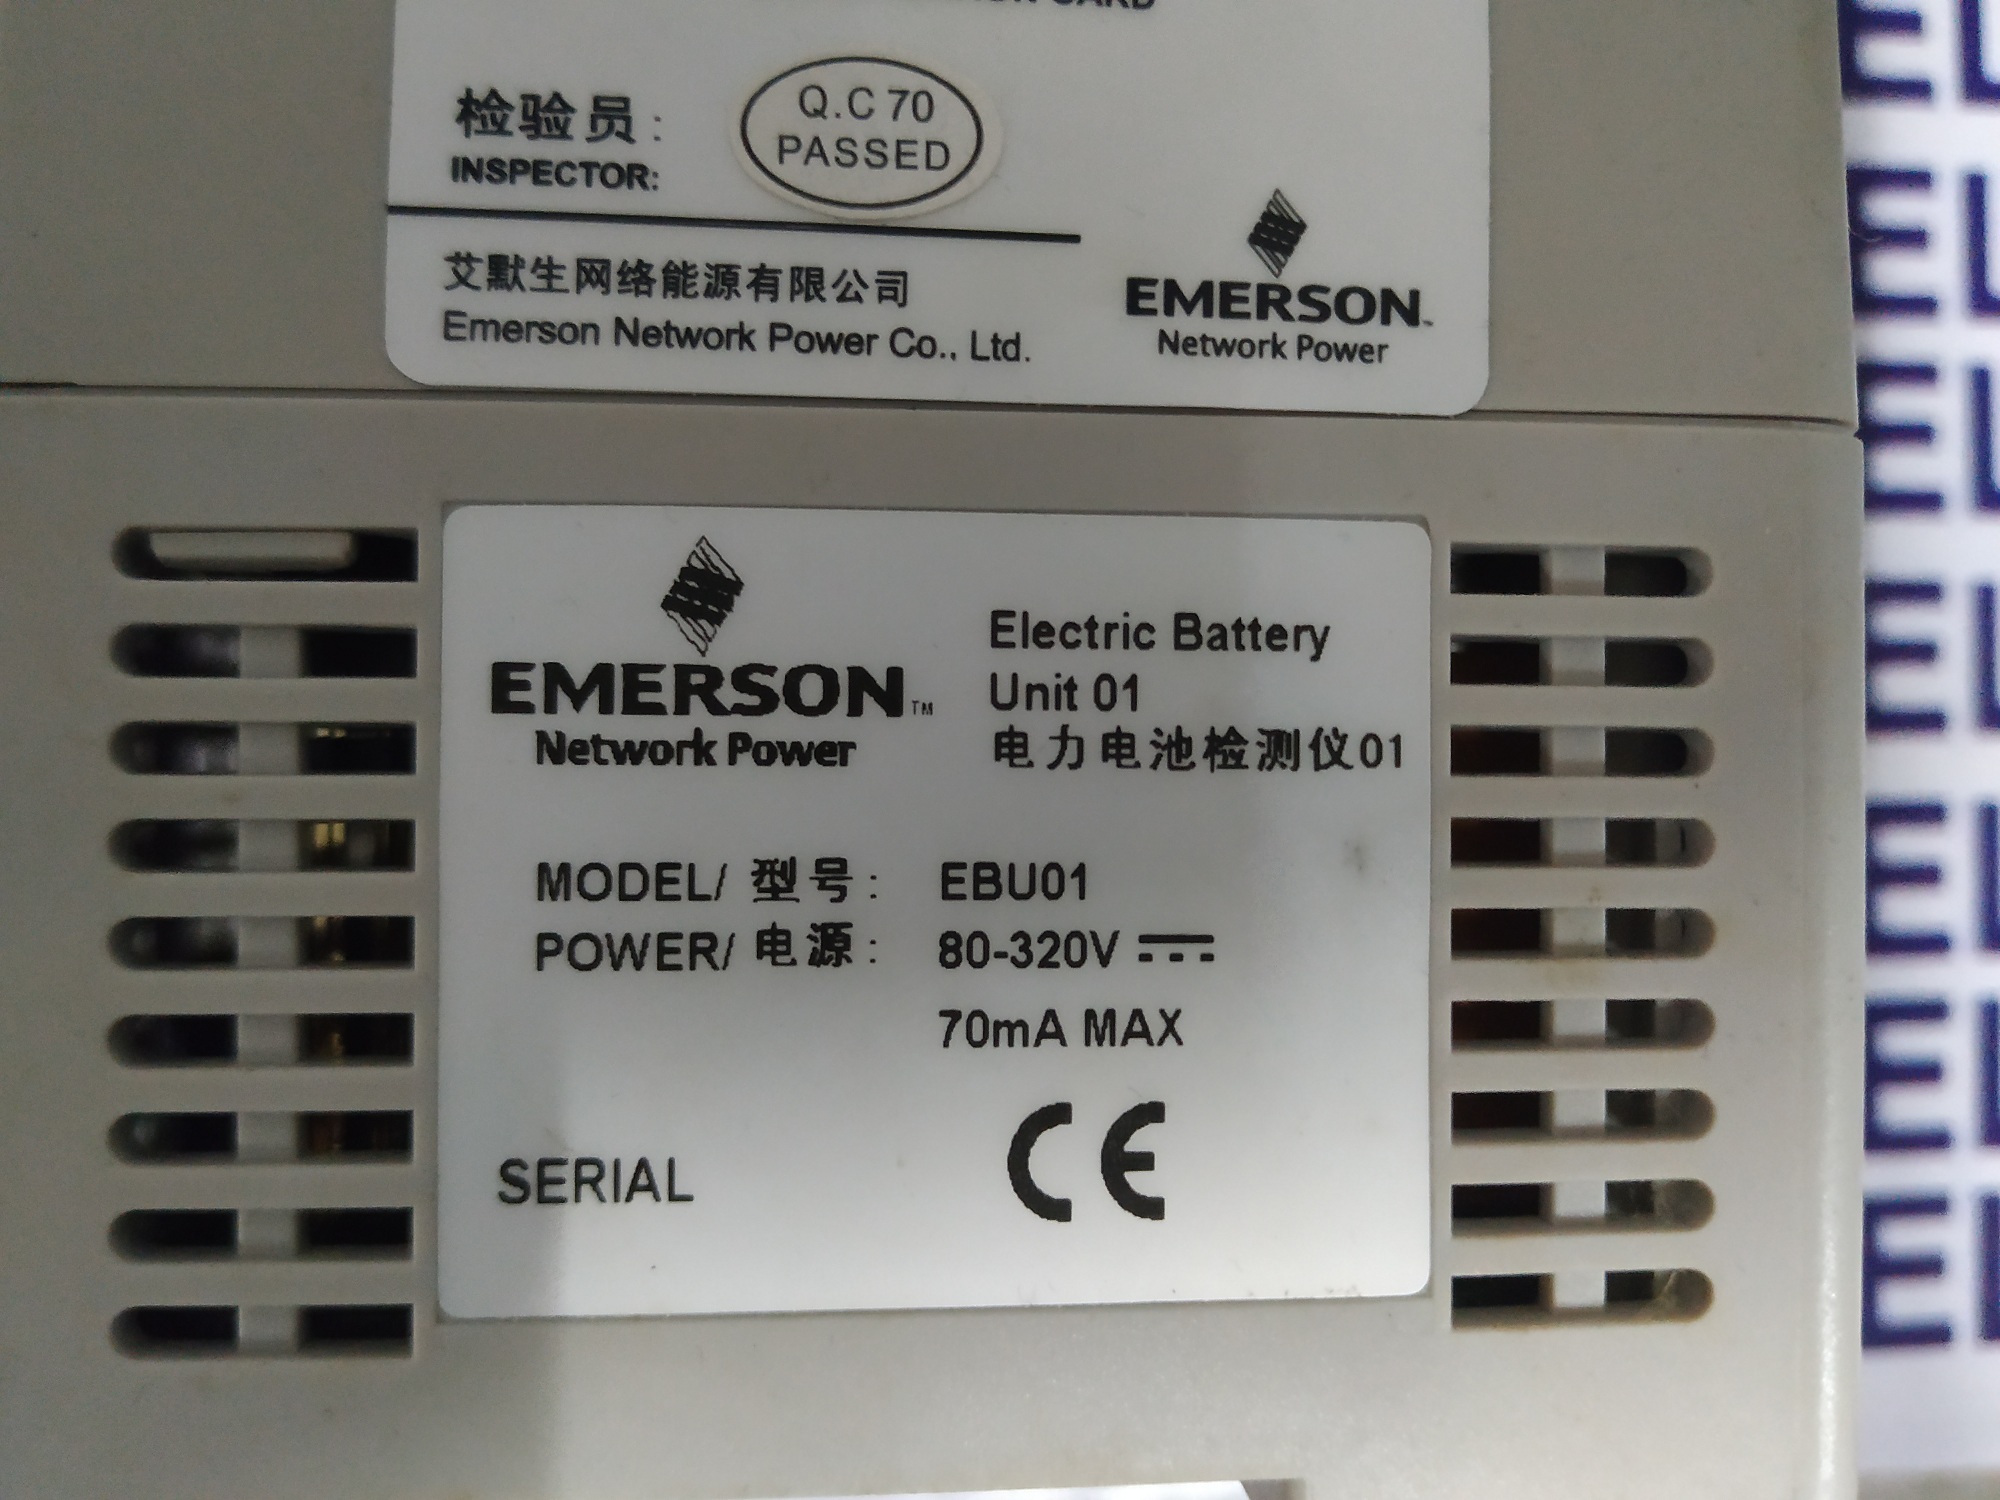 CARD
检验员:
INSPECTOR:
Q.C 70
PASSED
艾默生网络能源有限公司
Emerson Network Power Co., Ltd.
EMERSON
Network Power
EMERSON™
Network Power
Electric Battery
Unit 01
电力电池检测仪01
MODEL/ 型号: EBU01
POWER/ 电源: 80-320V ⎓
70mA MAX
SERIAL
CE